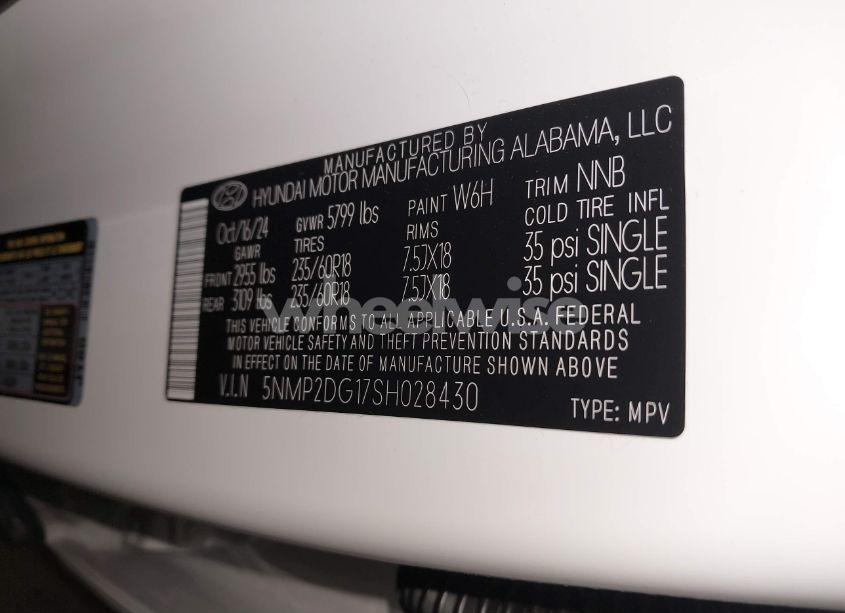 MANUFACTURED BY
HYUNDAI MOTOR MANUFACTURING ALABAMA, LLC
Oct/16/24 GVWR 5799 lbs PAINT W6H TRIM NNB
GAWR TIRES RIMS COLD TIRE INFL
FRONT 2955 lbs 235/60R18 7.5JX18 35 psi SINGLE
REAR 3109 lbs 235/60R18 7.5JX18 35 psi SINGLE
wheelwise
THIS VEHICLE CONFORMS TO ALL APPLICABLE U.S.A. FEDERAL
MOTOR VEHICLE SAFETY AND THEFT PREVENTION STANDARDS
IN EFFECT ON THE DATE OF MANUFACTURE SHOWN ABOVE
V.I.N 5NMP2DG17SH028430
TYPE: MPV